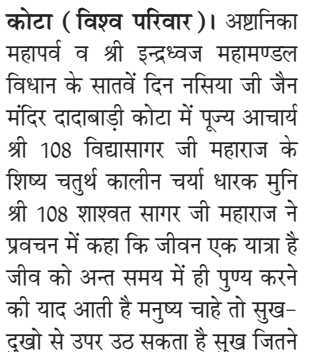 कोटा ( विश्व परिवार )। अष्टानिका
महापर्व व श्री इन्द्रध्वज महामण्डल
विधान के सातवें दिन नसिया जी जैन
मंदिर दादाबाड़ी कोटा में पूज्य आचार्य
श्री 108 विद्यासागर जी महाराज के
शिष्य चतुर्थ कालीन चर्या धारक मुनि
श्री 108 शाश्वत सागर जी महाराज ने
प्रवचन में कहा कि जीवन एक यात्रा है
जीव को अन्त समय में ही पुण्य करने
की याद आती है मनुष्य चाहे तो सुख-
दुखो से उपर उठ सकता है सुख जितने